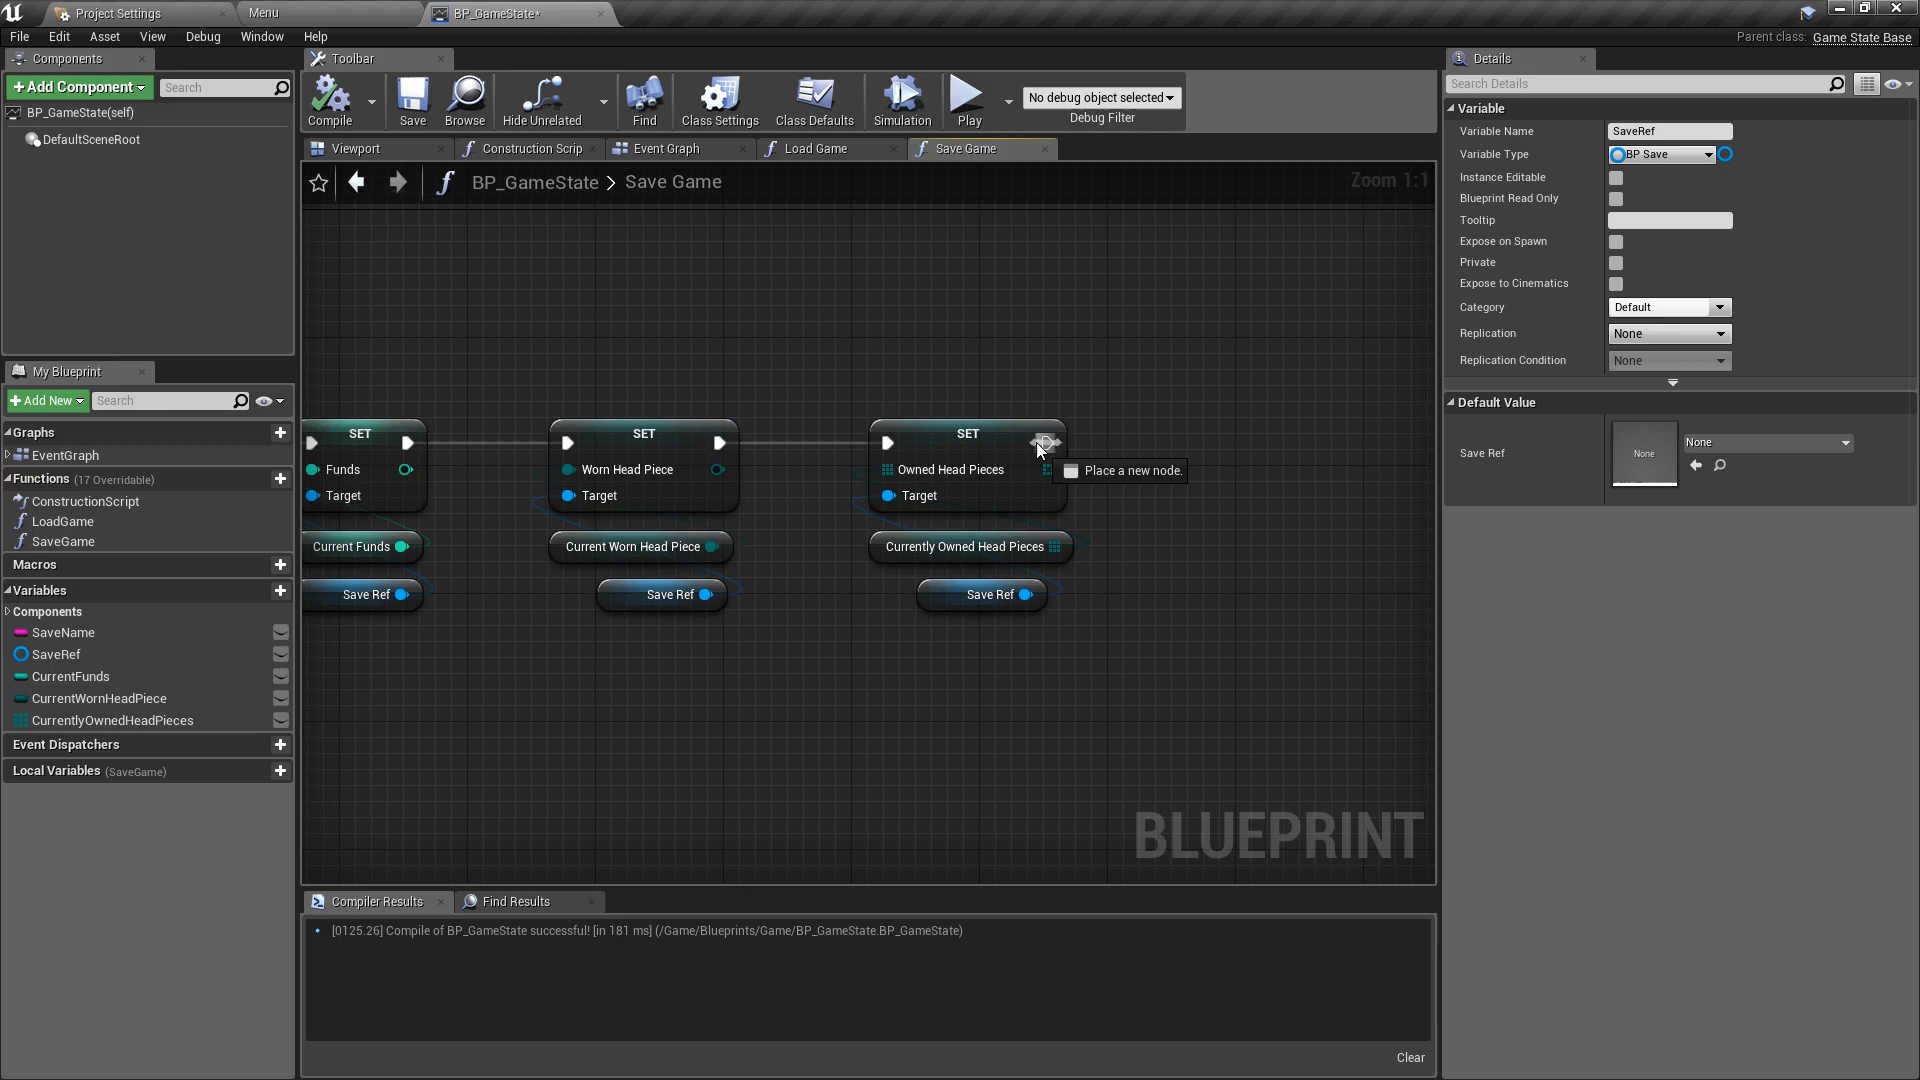 Project Settings
Menu
BP_GameState*
File Edit Asset View Debug Window Help
Parent class: Game State Base
Components
Add Component
Search
BP_GameState(self)
DefaultSceneRoot
My Blueprint
Add New
Search
Graphs
EventGraph
Functions (17 Overridable)
ConstructionScript
LoadGame
SaveGame
Macros
Variables
Components
SaveName
SaveRef
CurrentFunds
CurrentWornHeadPiece
CurrentlyOwnedHeadPieces
Event Dispatchers
Local Variables (SaveGame)
Toolbar
Compile
Save
Browse
Hide Unrelated
Find
Class Settings
Class Defaults
Simulation
Play
No debug object selected
Debug Filter
Viewport
Construction Scrip
Event Graph
Load Game
Save Game
BP_GameState > Save Game
Zoom 1:1
SET
Funds
Target
Current Funds
Save Ref
SET
Worn Head Piece
Target
Current Worn Head Piece
Save Ref
SET
Owned Head Pieces
Target
Currently Owned Head Pieces
Save Ref
Place a new node.
BLUEPRINT
Compiler Results
Find Results
[0125.26] Compile of BP_GameState successful! [in 181 ms] (/Game/Blueprints/Game/BP_GameState.BP_GameState)
Clear
Details
Search Details
Variable
Variable Name SaveRef
Variable Type BP Save
Instance Editable
Blueprint Read Only
Tooltip
Expose on Spawn
Private
Expose to Cinematics
Category Default
Replication None
Replication Condition None
Default Value
Save Ref
None
None